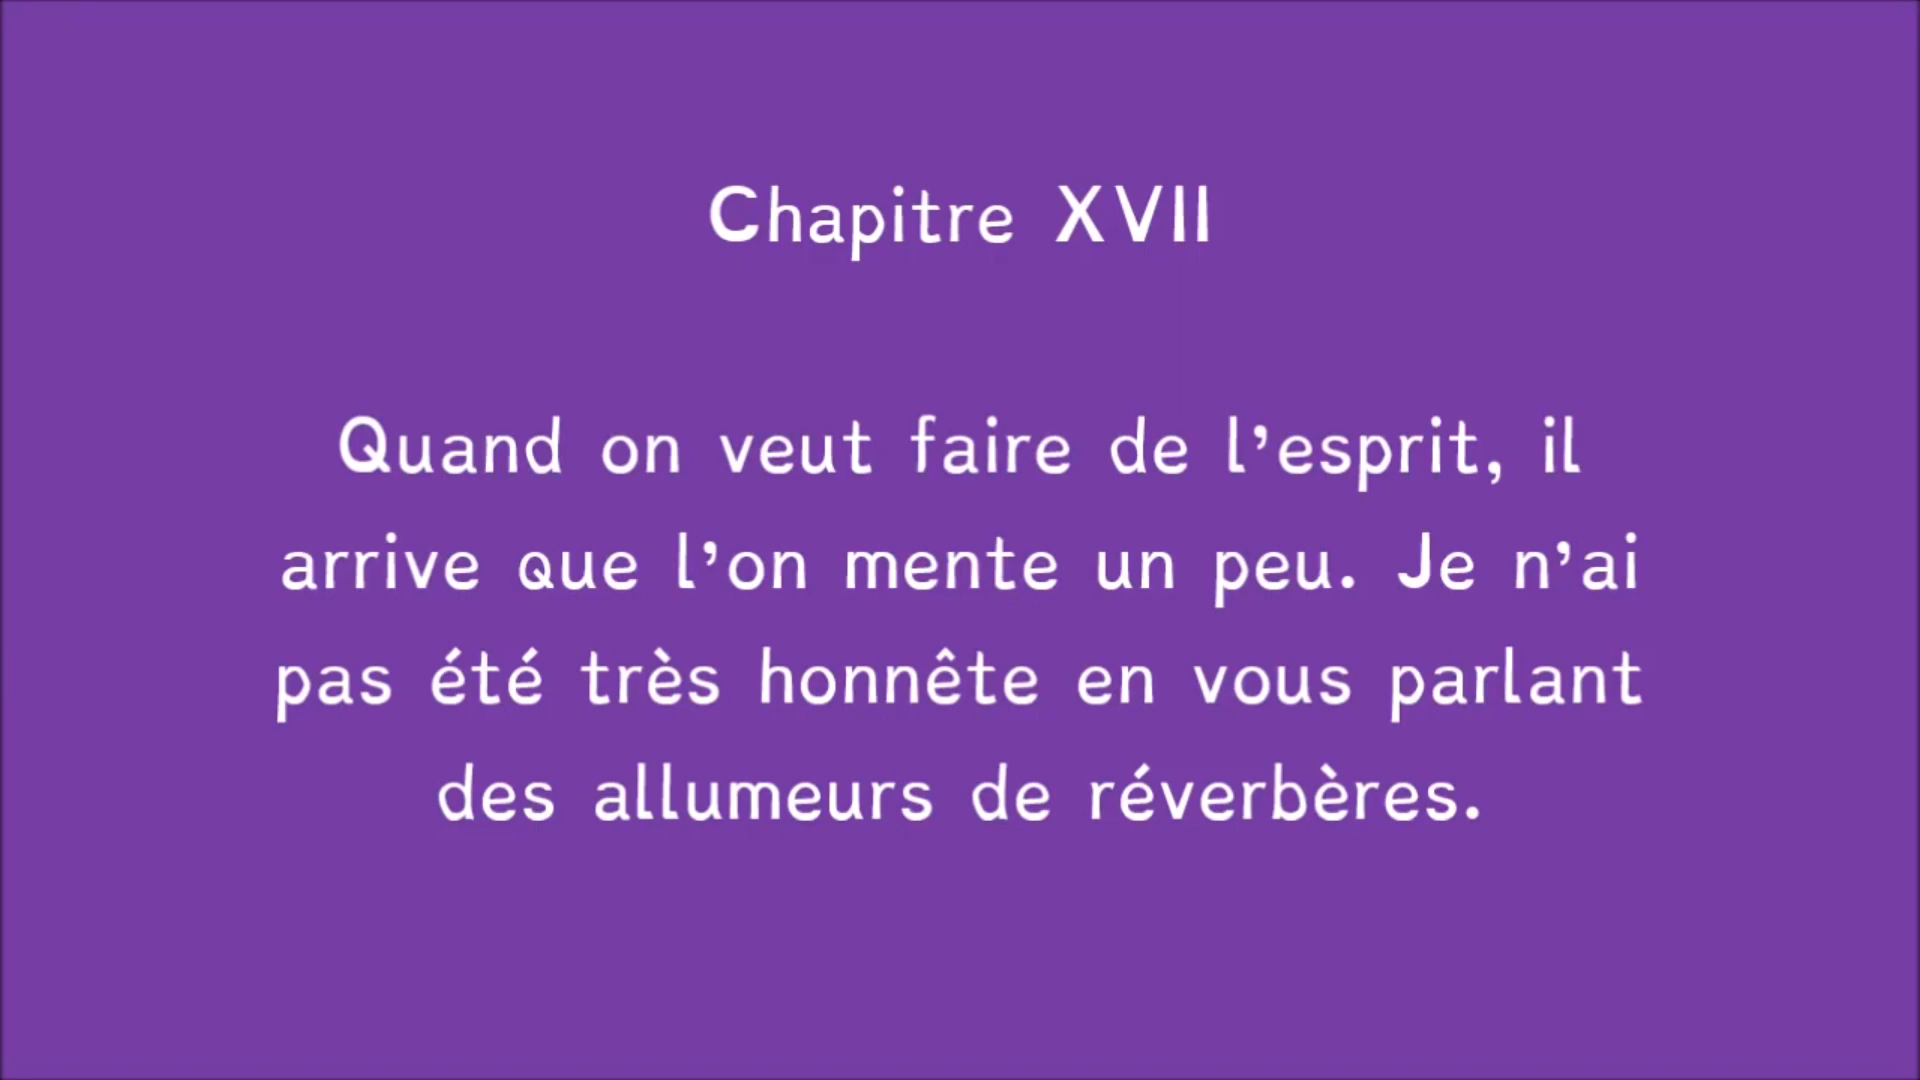 Chapitre XVII
Quand on veut faire de l’esprit, il
arrive que l’on mente un peu. Je n’ai
pas été très honnête en vous parlant
des allumeurs de réverbères.